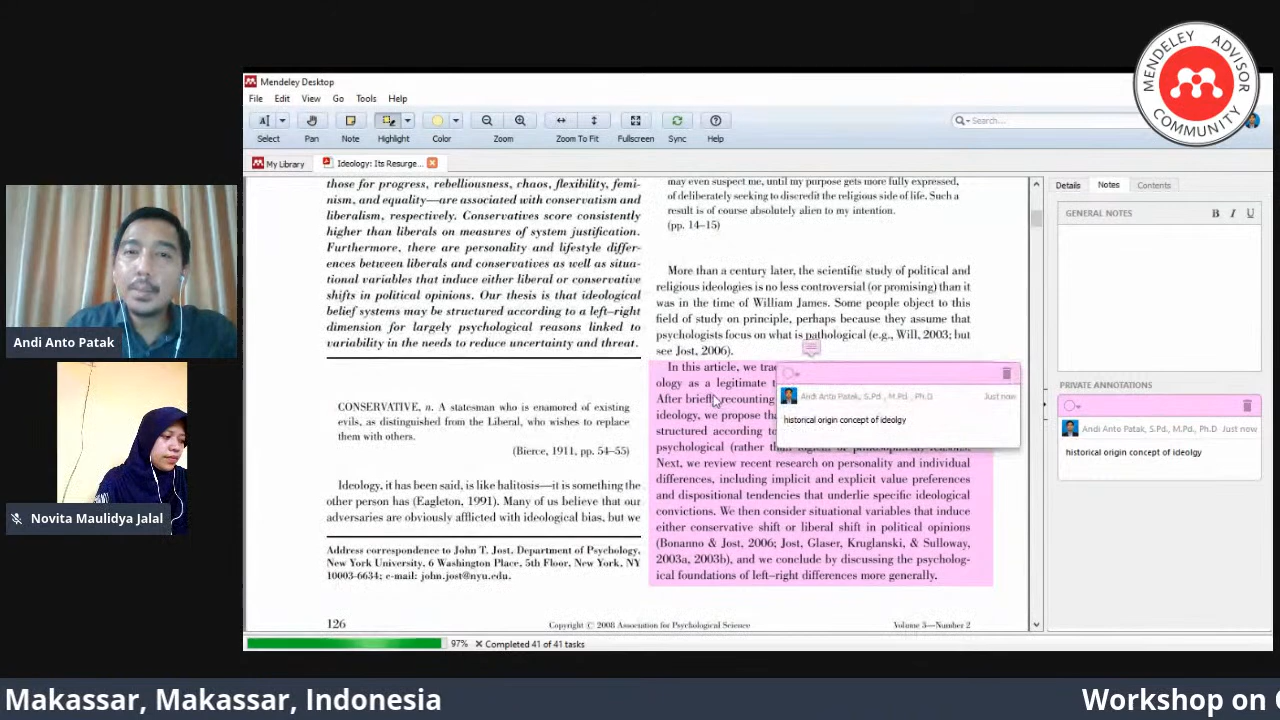 MENDELEY ADVISOR COMMUNITY
Mendeley Desktop
File Edit View Go Tools Help
Select Pan Note Highlight Color Zoom Zoom To Fit Fullscreen Sync Help
Search...
My Library Ideology: Its Resurge...
Details Notes Contents
those for progress, rebelliousness, chaos, flexibility, femi-
nism, and equality—are associated with conservatism and
liberalism, respectively. Conservatives score consistently
higher than liberals on measures of system justification.
Furthermore, there are personality and lifestyle differ-
ences between liberals and conservatives as well as situa-
tional variables that induce either liberal or conservative
shifts in political opinions. Our thesis is that ideological
belief systems may be structured according to a left–right
dimension for largely psychological reasons linked to
variability in the needs to reduce uncertainty and threat.
CONSERVATIVE, n. A statesman who is enamored of existing
evils, as distinguished from the Liberal, who wishes to replace
them with others.
(Bierce, 1911, pp. 54–55)
Ideology, it has been said, is like halitosis—it is something the
other person has (Eagleton, 1991). Many of us believe that our
adversaries are obviously afflicted with ideological bias, but we
Address correspondence to John T. Jost, Department of Psychology,
New York University, 6 Washington Place, 5th Floor, New York, NY
10003-6634; e-mail: john.jost@nyu.edu.
may even suspect me, until my purpose gets more fully expressed,
of deliberately seeking to discredit the religious side of life. Such a
result is of course absolutely alien to my intention.
(pp. 14–15)
More than a century later, the scientific study of political and
religious ideologies is no less controversial (or promising) than it
was in the time of William James. Some people object to this
field of study on principle, perhaps because they assume that
psychologists focus on what is pathological (e.g., Will, 2003; but
see Jost, 2006).
In this article, we
ology as a legitimate
After briefly recounting
ideology, we propose
structured according to
psychological (rather than logical or philosophical) reasons.
Next, we review recent research on personality and individual
differences, including implicit and explicit value preferences
and dispositional tendencies that underlie specific ideological
convictions. We then consider situational variables that induce
either conservative shift or liberal shift in political opinions
(Bonanno & Jost, 2006; Jost, Glaser, Kruglanski, & Sulloway,
2003a, 2003b), and we conclude by discussing the psycholog-
ical foundations of left–right differences more generally.
Andi Anto Patak, S.Pd., M.Pd., Ph.D Just now
historical origin concept of ideolgy
126 Copyright © 2008 Association for Psychological Science Volume 3—Number 2
GENERAL NOTES B I U
PRIVATE ANNOTATIONS
Andi Anto Patak, S.Pd., M.Pd., Ph.D Just now
historical origin concept of ideolgy
97% Completed 41 of 41 tasks
Andi Anto Patak
Novita Maulidya Jalal
Makassar, Makassar, Indonesia
Workshop on